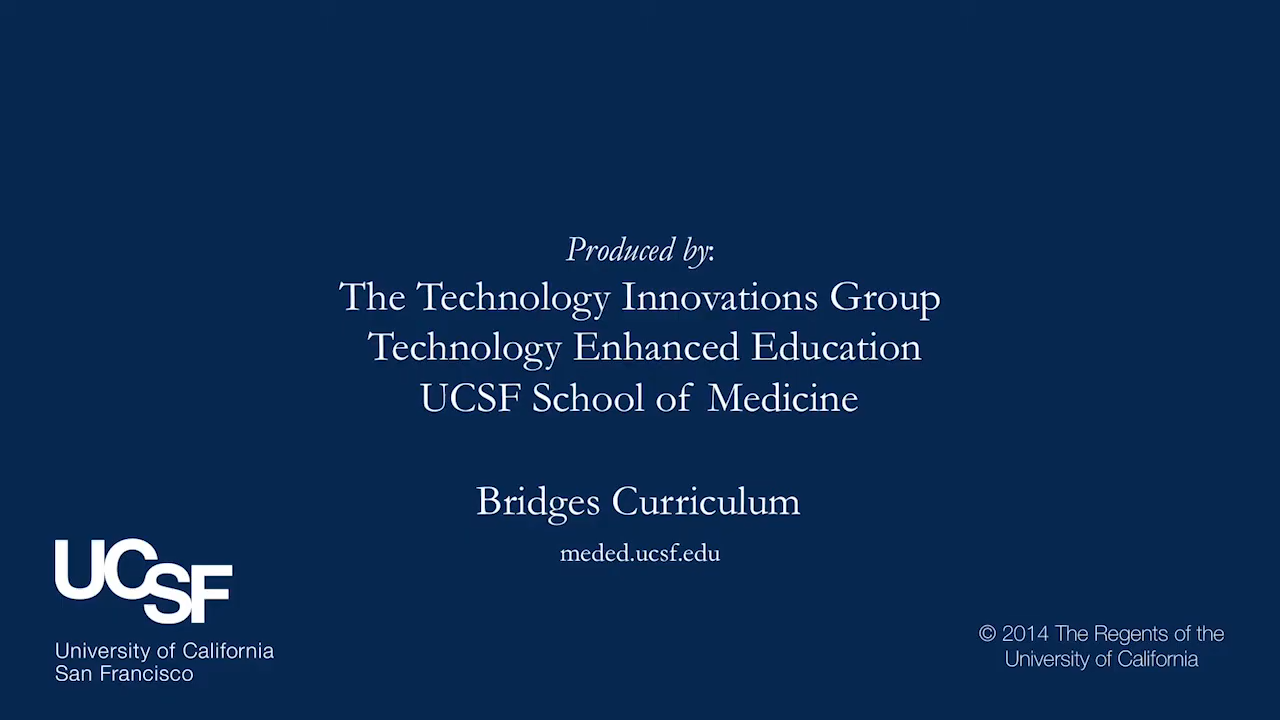 Produced by:
The Technology Innovations Group
Technology Enhanced Education
UCSF School of Medicine
Bridges Curriculum
meded.ucsf.edu
UCSF
University of California
San Francisco
© 2014 The Regents of the
University of California